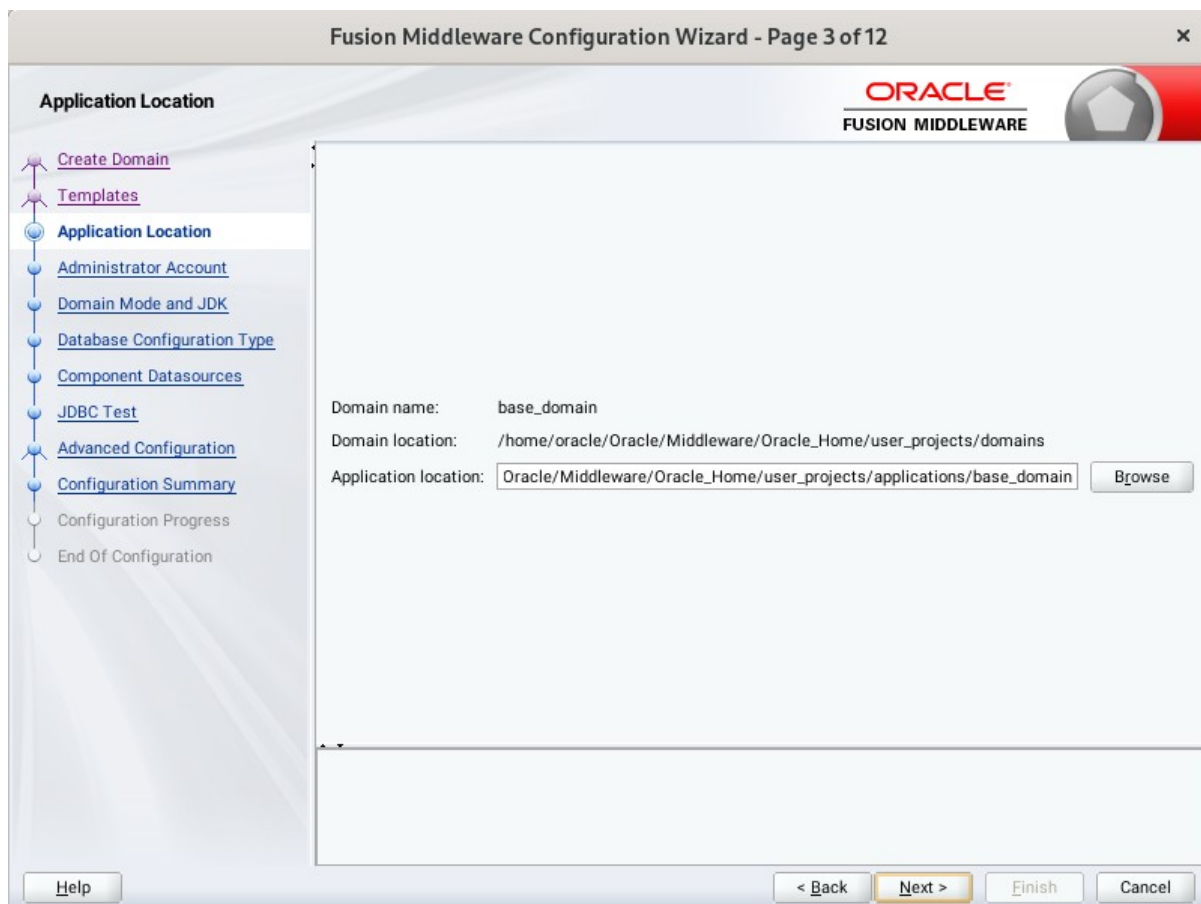 Fusion Middleware Configuration Wizard - Page 3 of 12
Application Location
ORACLE
FUSION MIDDLEWARE
Create Domain
Templates
Application Location
Administrator Account
Domain Mode and JDK
Database Configuration Type
Component Datasources
JDBC Test
Advanced Configuration
Configuration Summary
Configuration Progress
End Of Configuration
Domain name: base_domain
Domain location: /home/oracle/Oracle/Middleware/Oracle_Home/user_projects/domains
Application location: Oracle/Middleware/Oracle_Home/user_projects/applications/base_domain Browse
Help < Back Next > Finish Cancel